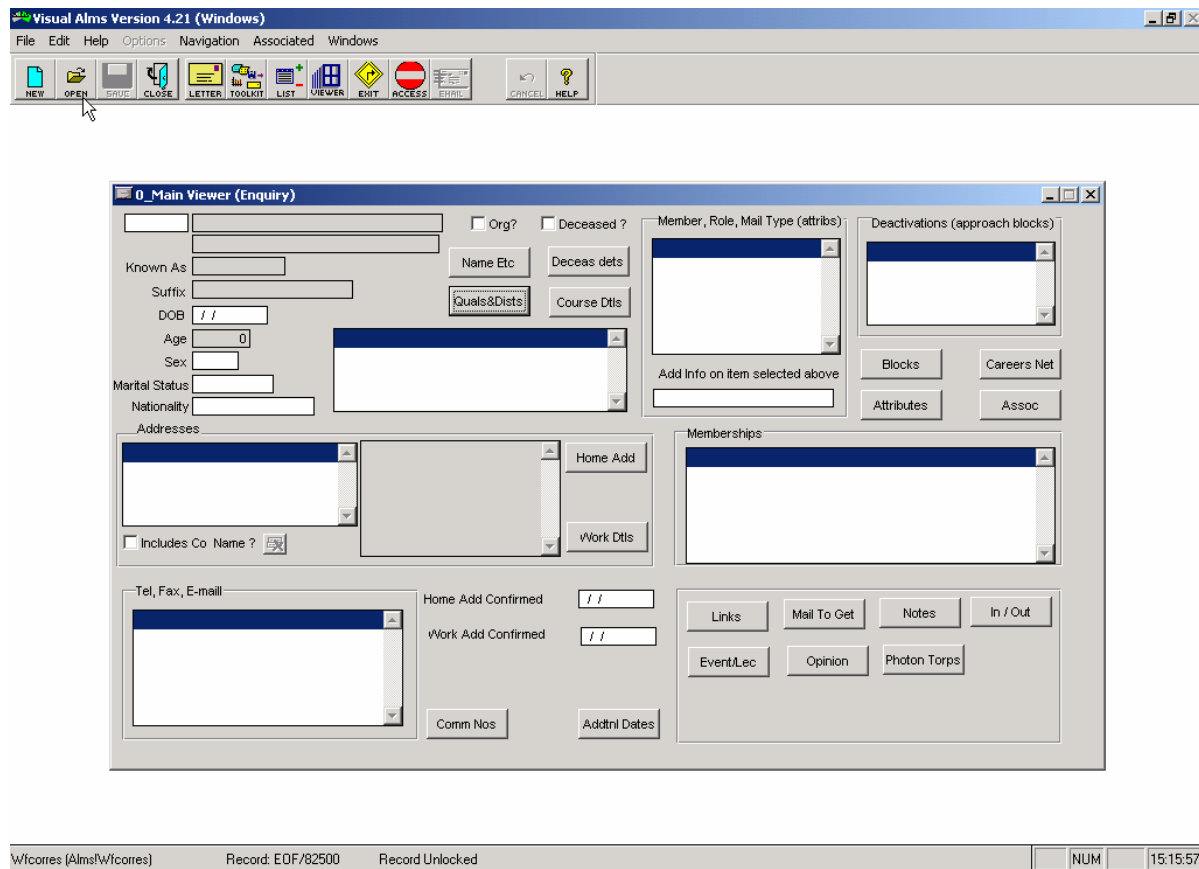 Visual Alms Version 4.21 (Windows)
File Edit Help Options Navigation Associated Windows
NEW OPEN SAVE CLOSE LETTER TOOLKIT LIST VIEWER EXIT ACCESS EMAIL CANCEL HELP
0_Main Viewer (Enquiry)
Org? Deceased ? Member, Role, Mail Type (attribs) Deactivations (approach blocks)
Known As Name Etc Deceas dets
Suffix Quals&Dists Course Dtls
DOB / /
Age 0
Sex
Marital Status
Nationality
Add Info on item selected above
Blocks Careers Net
Attributes Assoc
Addresses
Home Add
Includes Co Name ? Work Dtls
Memberships
Tel, Fax, E-maill
Home Add Confirmed / /
Work Add Confirmed / /
Comm Nos Addtnl Dates
Links Mail To Get Notes In / Out
Event/Lec Opinion Photon Torps
Wfcorres (Alms!Wfcorres) Record: EOF/82500 Record Unlocked NUM 15:15:57